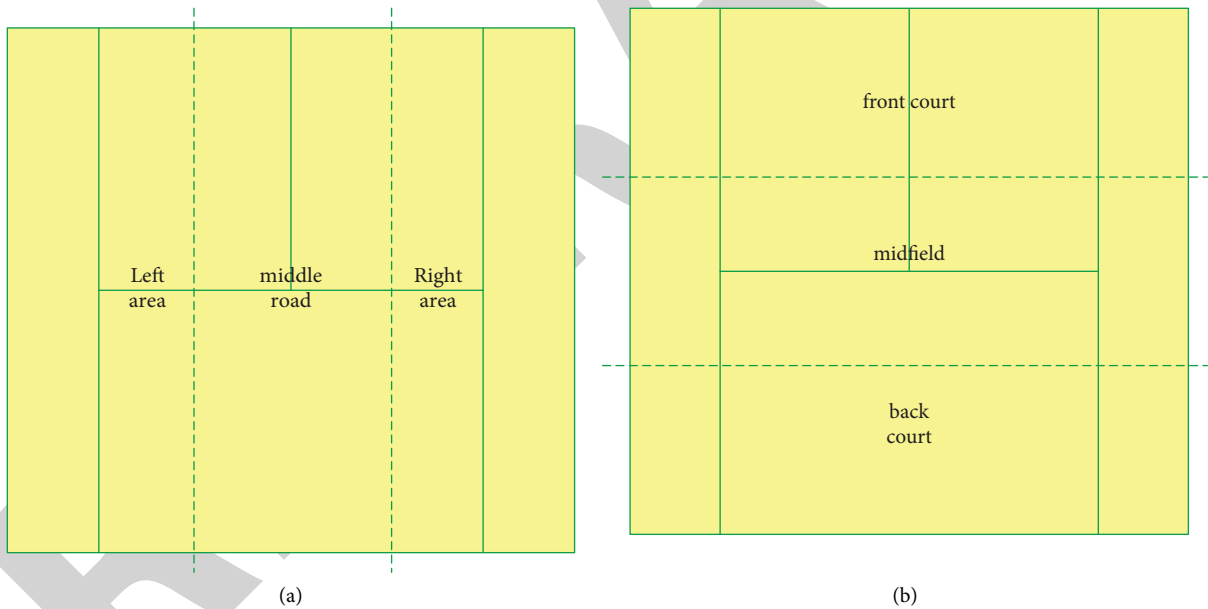 Left
area
middle
road
Right
area
(a)
front court
midfield
back
court
(b)